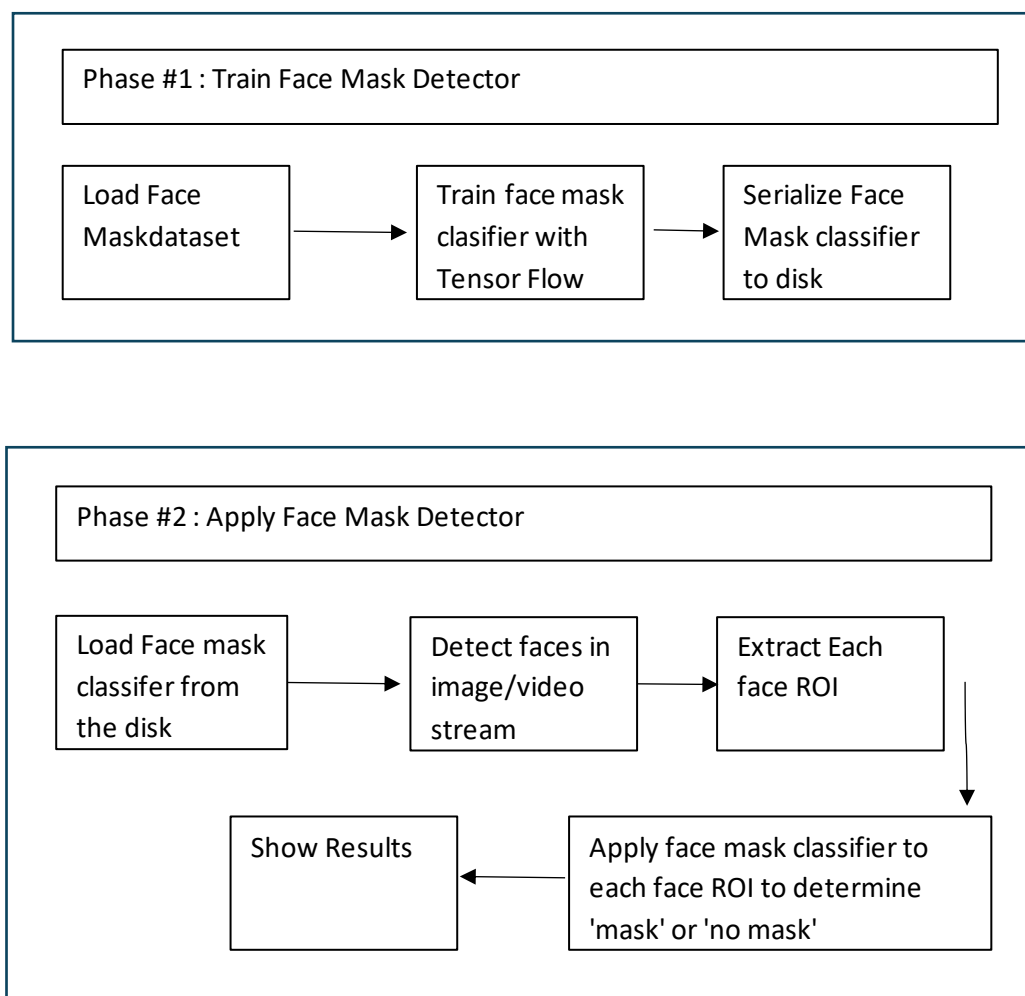 Phase #1 : Train Face Mask Detector
Load Face
Maskdataset
Train face mask
clasifier with
Tensor Flow
Serialize Face
Mask classifier
to disk
Phase #2 : Apply Face Mask Detector
Load Face mask
classifer from
the disk
Detect faces in
image/video
stream
Extract Each
face ROI
Apply face mask classifier to
each face ROI to determine
'mask' or 'no mask'
Show Results